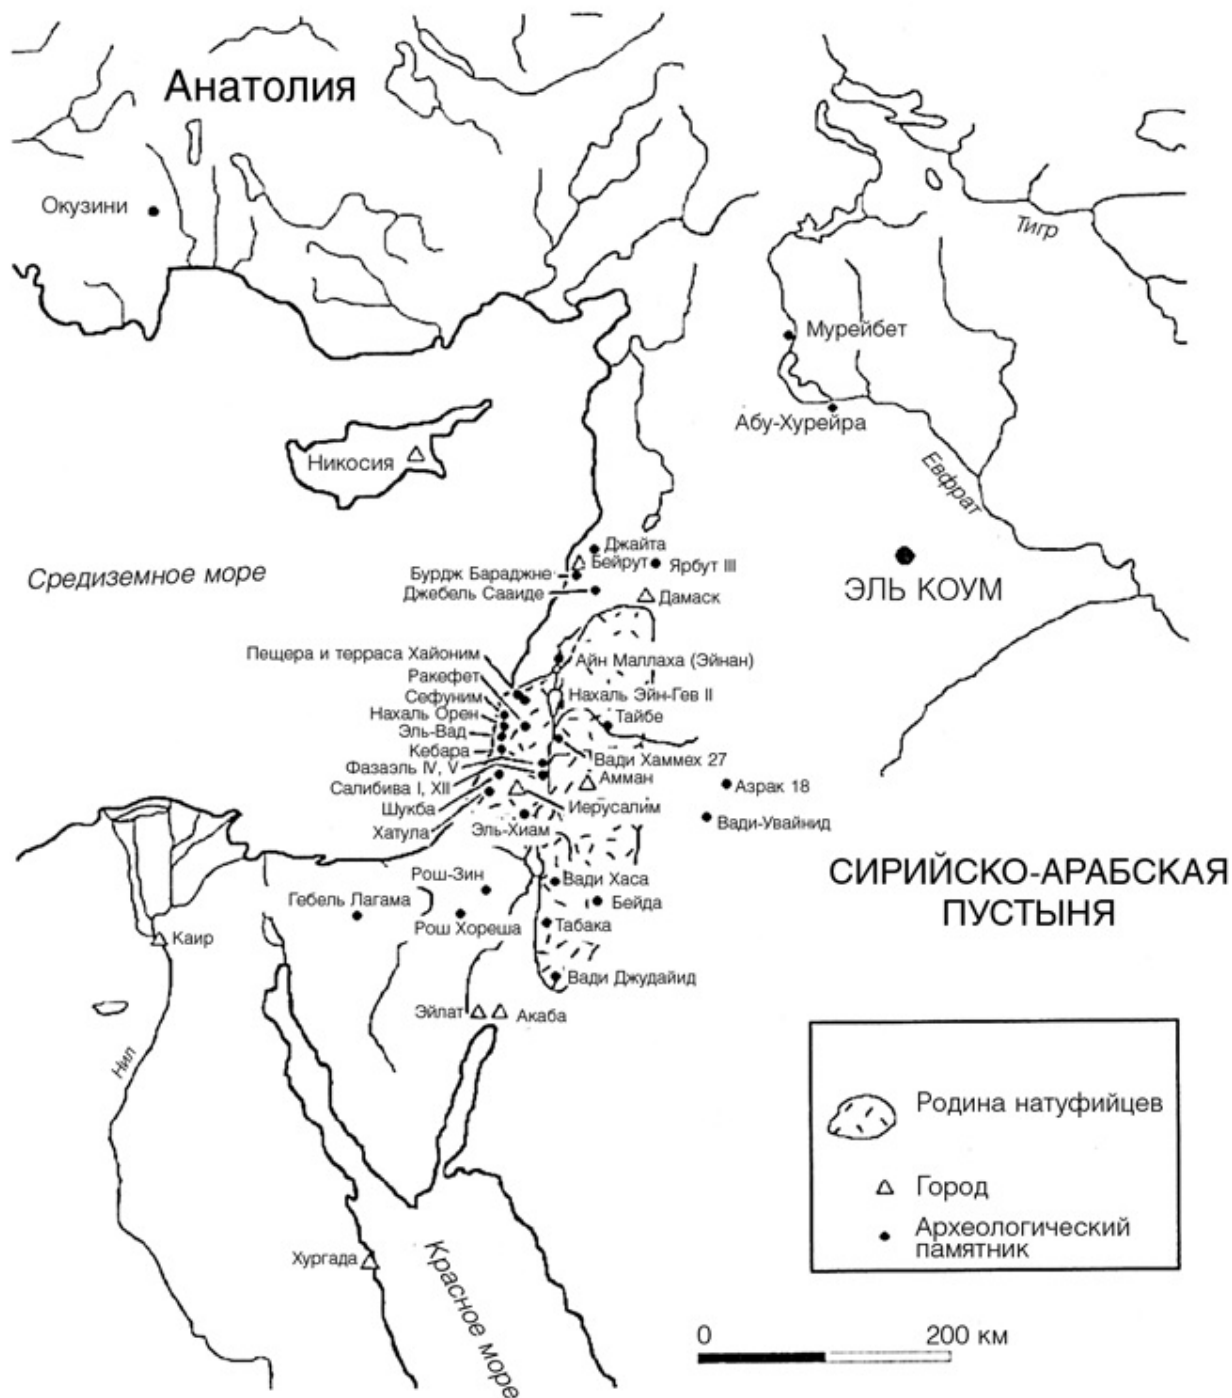 Анатолия
Окузини
Тигр
Мурейбет
Абу-Хурейра
Никосия
Евфрат
Джайта
Бейрут
Ярбут III
Средиземное море
Бурдж Бараджне
Джебель Сааиде
ЭЛЬ КОУМ
Дамаск
Пещера и терраса Хайоним
Айн Маллаха (Эйнан)
Ракефет
Сефуним
Нахаль Эйн-Гев II
Нахаль Орен
Тайбе
Эль-Вад
Кебара
Вади Хаммех 27
Фазаэль IV, V
Салибива I, XII
Амман
Азрак 18
Шукба
Иерусалим
Хатула
Эль-Хиам
Вади-Увайнид
СИРИЙСКО-АРАБСКАЯ
ПУСТЫНЯ
Рош-Зин
Вади Хаса
Гебель Лагама
Бейда
Рош Хореша
Табака
Каир
Вади Джудайид
Эйлат
Акаба
Нил
Родина натуфийцев
Город
Археологический
памятник
Хургада
Красное море
0
200 км